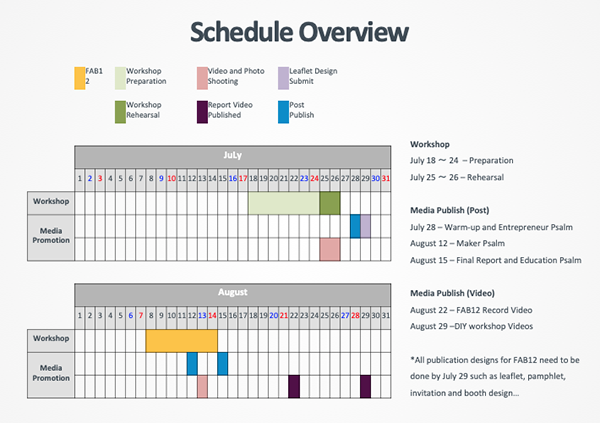 Schedule Overview
FAB1
2
Workshop
Preparation
Video and Photo
Shooting
Leaflet Design
Submit
Workshop
Rehearsal
Report Video
Published
Post
Publish
July
1 2 3 4 5 6 7 8 9 10 11 12 13 14 15 16 17 18 19 20 21 22 23 24 25 26 27 28 29 30 31
Workshop
Media
Promotion
August
1 2 3 4 5 6 7 8 9 10 11 12 13 14 15 16 17 18 19 20 21 22 23 24 25 26 27 28 29 30 31
Workshop
Media
Promotion
Workshop
July 18 ～ 24 – Preparation
July 25 ～ 26 – Rehearsal
Media Publish (Post)
July 28 – Warm-up and Entrepreneur Psalm
August 12 – Maker Psalm
August 15 – Final Report and Education Psalm
Media Publish (Video)
August 22 – FAB12 Record Video
August 29 –DIY workshop Videos
*All publication designs for FAB12 need to be
done by July 29 such as leaflet, pamphlet,
invitation and booth design…